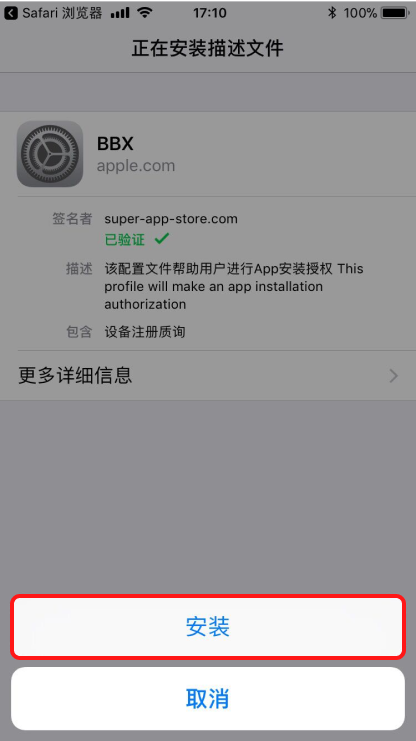 Safari 浏览器 17:10 100%
正在安装描述文件
BBX
apple.com
签名者 super-app-store.com
已验证
描述 该配置文件帮助用户进行App安装授权 This
profile will make an app installation
authorization
包含 设备注册质询
更多详细信息
安装
取消